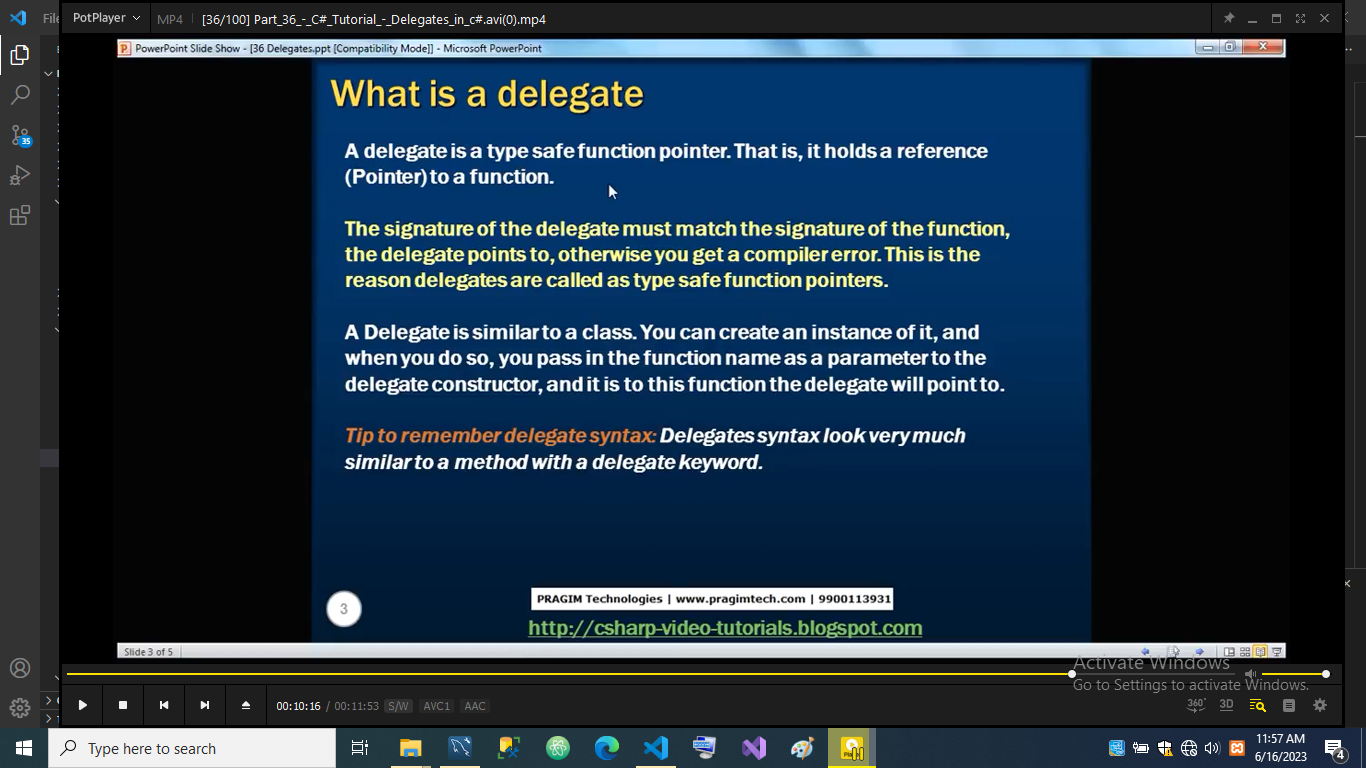 PotPlayer
MP4
[36/100] Part_36_-_C#_Tutorial_-_Delegates_in_c#.avi(0).mp4
PowerPoint Slide Show - [36 Delegates.ppt [Compatibility Mode]] - Microsoft PowerPoint
What is a delegate
A delegate is a type safe function pointer. That is, it holds a reference
(Pointer) to a function.
The signature of the delegate must match the signature of the function,
the delegate points to, otherwise you get a compiler error. This is the
reason delegates are called as type safe function pointers.
A Delegate is similar to a class. You can create an instance of it, and
when you do so, you pass in the function name as a parameter to the
delegate constructor, and it is to this function the delegate will point to.
Tip to remember delegate syntax: Delegates syntax look very much
similar to a method with a delegate keyword.
3
PRAGIM Technologies | www.pragimtech.com | 9900113931
http://csharp-video-tutorials.blogspot.com
Slide 3 of 5
Activate Windows
Go to Settings to activate Windows.
00:10:16 / 00:11:53 S/W AVC1 AAC
360° 3D
35
Type here to search
11:57 AM
6/16/2023
4